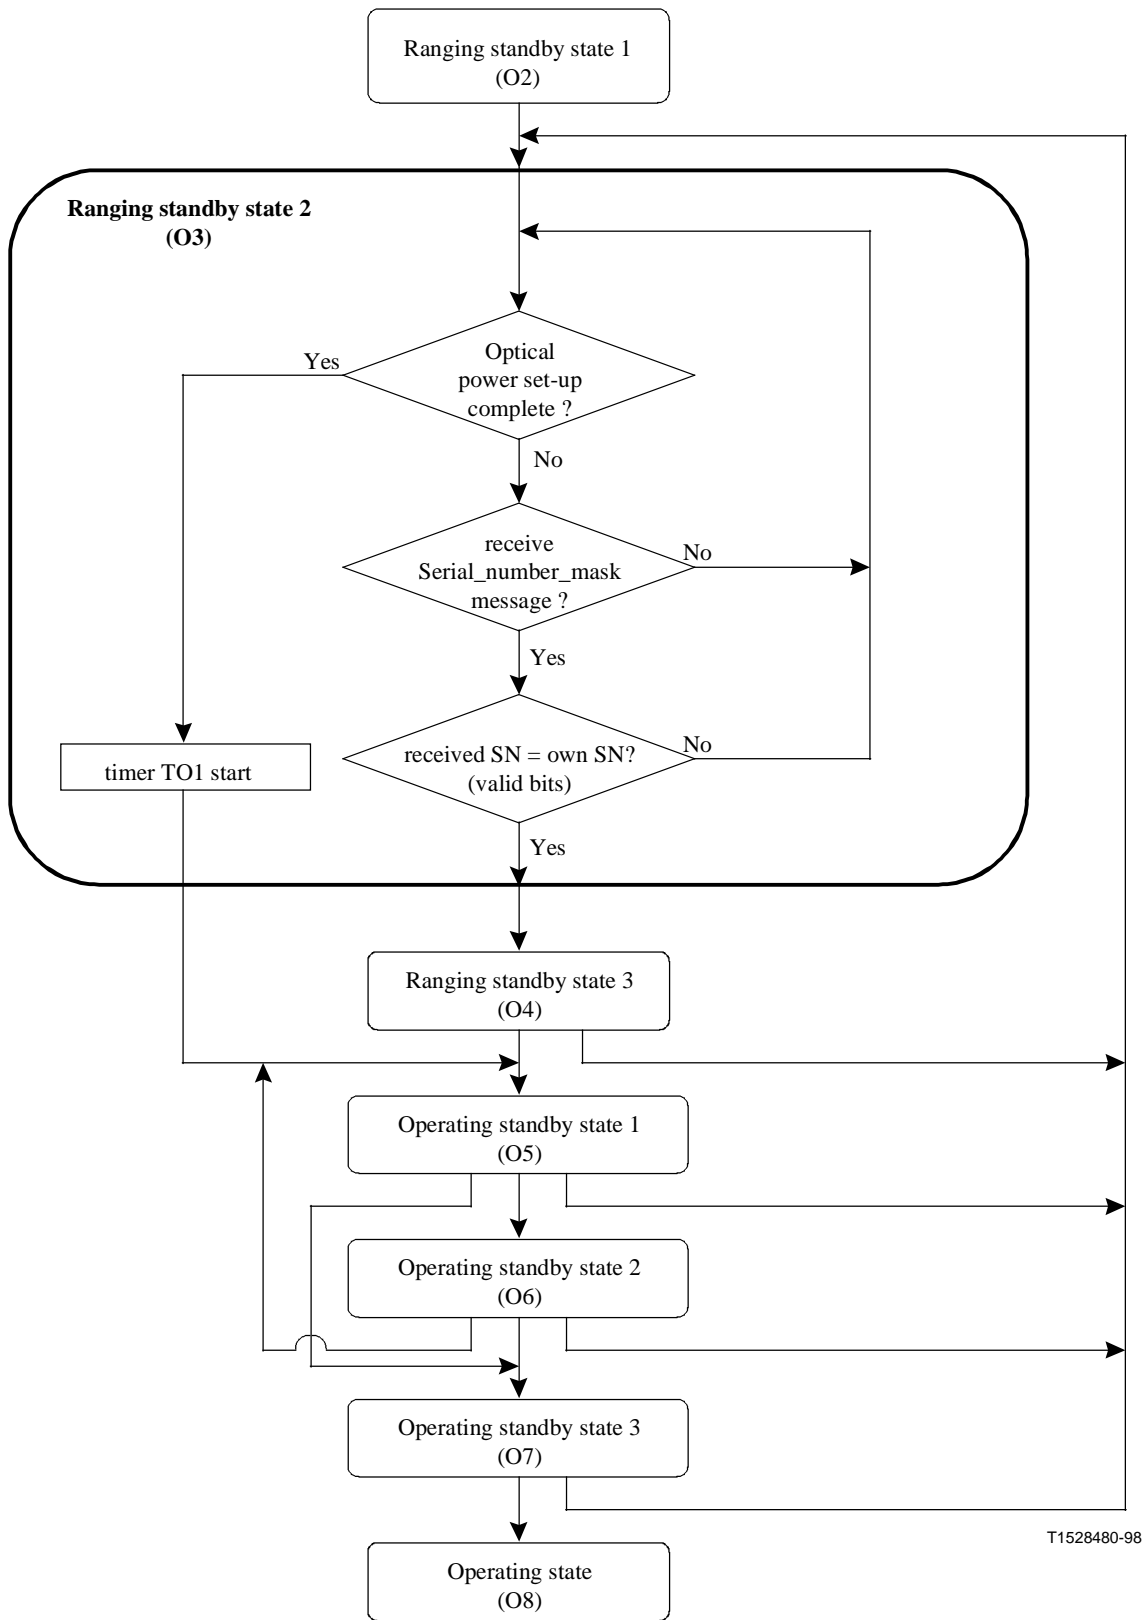 Ranging standby state 1
(O2)
Ranging standby state 2
(O3)
Optical
power set-up
complete ?
Yes
No
receive
Serial_number_mask
message ?
No
Yes
timer TO1 start
received SN = own SN?
(valid bits)
No
Yes
Ranging standby state 3
(O4)
Operating standby state 1
(O5)
Operating standby state 2
(O6)
Operating standby state 3
(O7)
T1528480-98
Operating state
(O8)